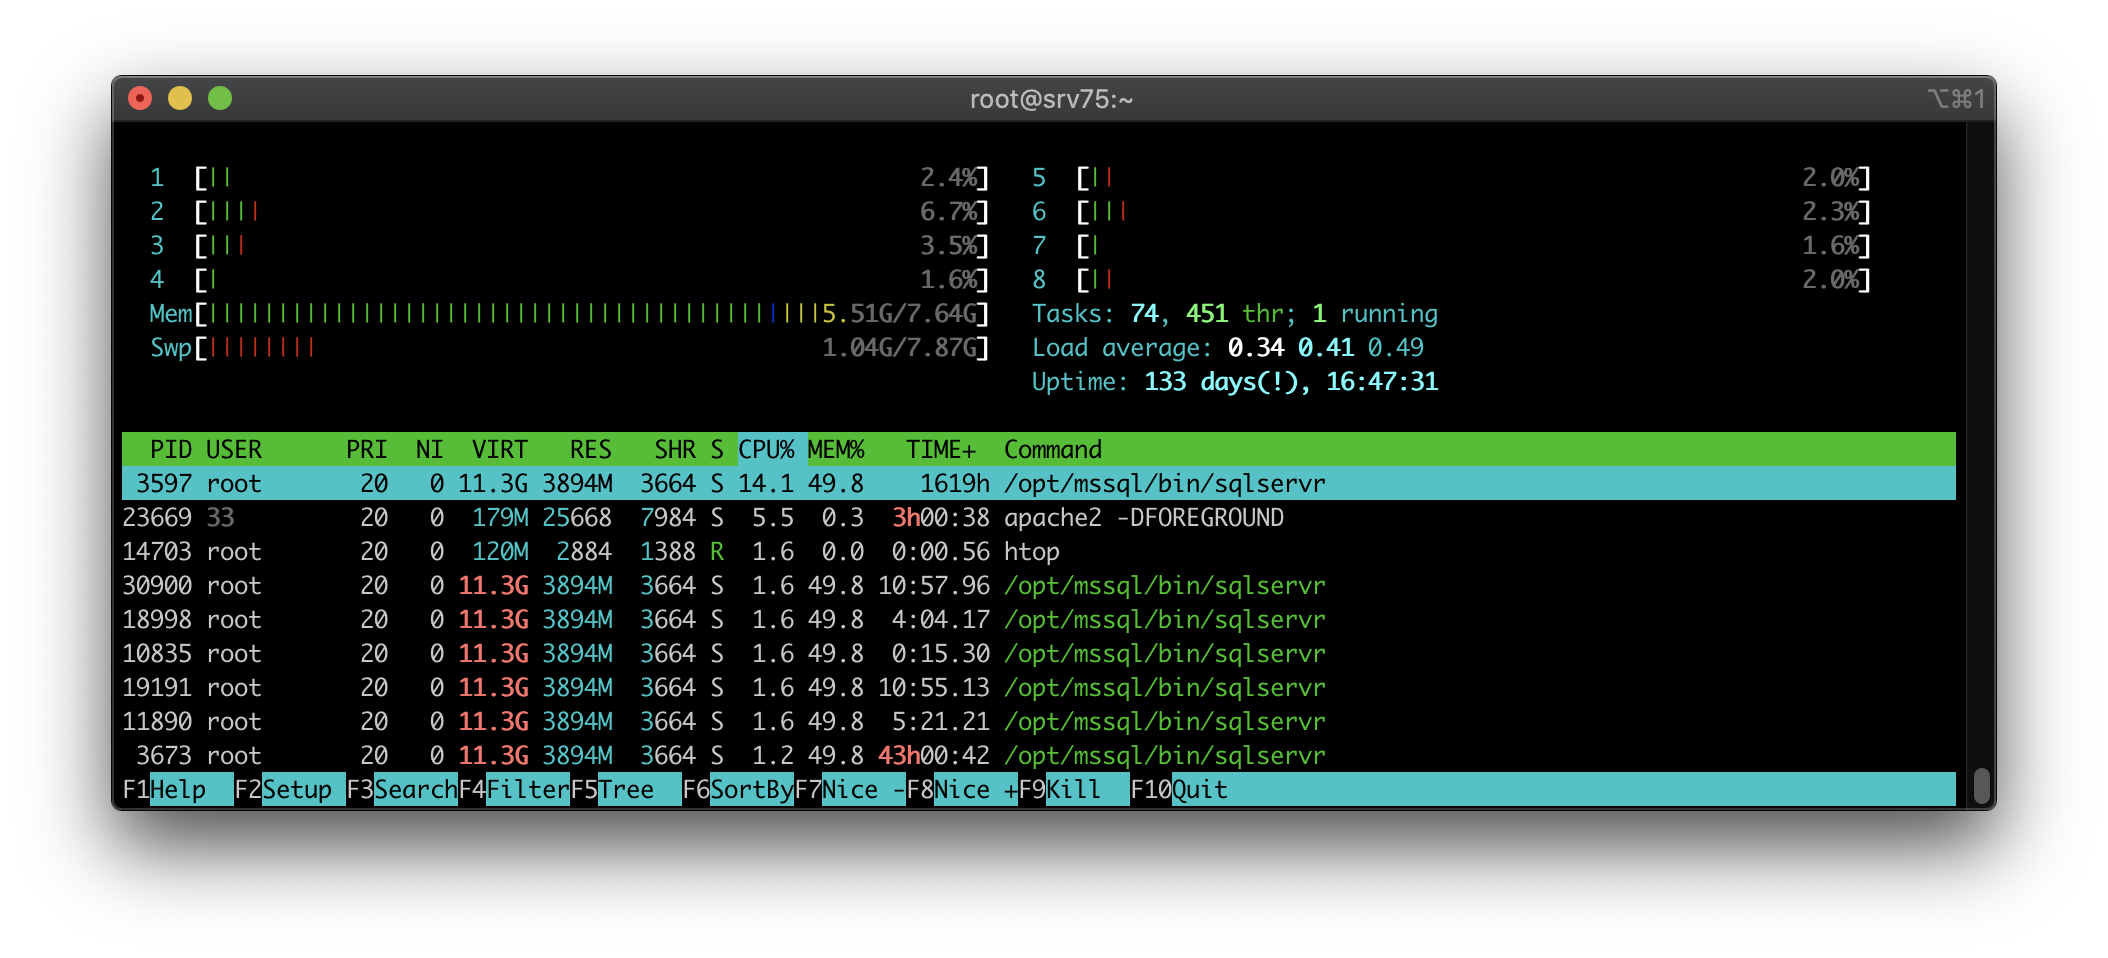 root@srv75:~ ⌥⌘1
1 [|| 2.4%] 5 [|| 2.0%]
2 [|||| 6.7%] 6 [||| 2.3%]
3 [||| 3.5%] 7 [| 1.6%]
4 [| 1.6%] 8 [|| 2.0%]
Mem[||||||||||||||||||||||||||||||||||||||||||||5.51G/7.64G] Tasks: 74, 451 thr; 1 running
Swp[|||||||| 1.04G/7.87G] Load average: 0.34 0.41 0.49
Uptime: 133 days(!), 16:47:31
PID USER PRI NI VIRT RES SHR S CPU% MEM% TIME+ Command
3597 root 20 0 11.3G 3894M 3664 S 14.1 49.8 1619h /opt/mssql/bin/sqlservr
23669 33 20 0 179M 25668 7984 S 5.5 0.3 3h00:38 apache2 -DFOREGROUND
14703 root 20 0 120M 2884 1388 R 1.6 0.0 0:00.56 htop
30900 root 20 0 11.3G 3894M 3664 S 1.6 49.8 10:57.96 /opt/mssql/bin/sqlservr
18998 root 20 0 11.3G 3894M 3664 S 1.6 49.8 4:04.17 /opt/mssql/bin/sqlservr
10835 root 20 0 11.3G 3894M 3664 S 1.6 49.8 0:15.30 /opt/mssql/bin/sqlservr
19191 root 20 0 11.3G 3894M 3664 S 1.6 49.8 10:55.13 /opt/mssql/bin/sqlservr
11890 root 20 0 11.3G 3894M 3664 S 1.6 49.8 5:21.21 /opt/mssql/bin/sqlservr
3673 root 20 0 11.3G 3894M 3664 S 1.2 49.8 43h00:42 /opt/mssql/bin/sqlservr
F1Help F2Setup F3SearchF4FilterF5Tree F6SortByF7Nice -F8Nice +F9Kill F10Quit